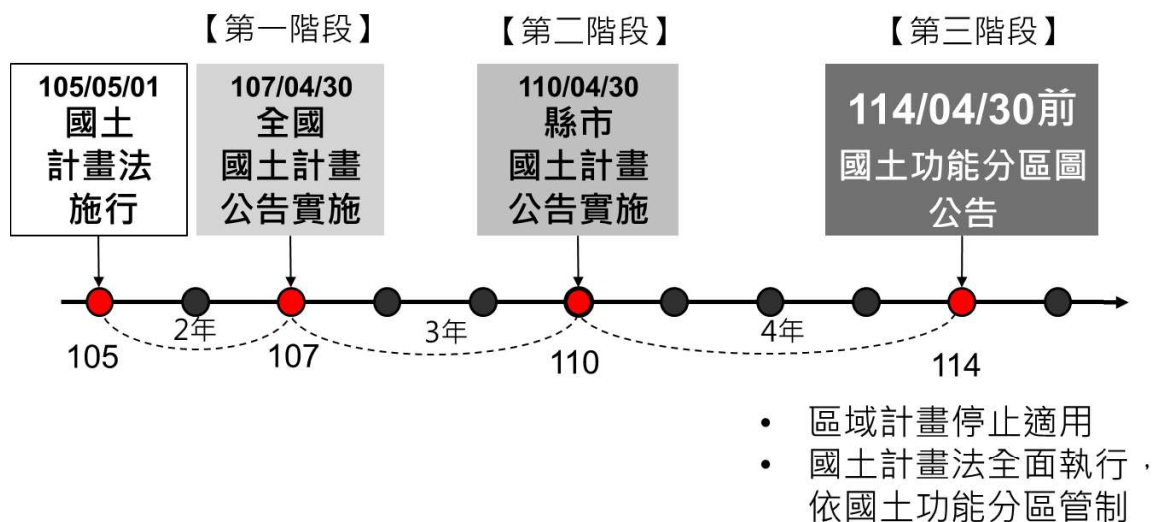 【第一階段】
【第二階段】
【第三階段】
105/05/01
國土
計畫法
施行
107/04/30
全國
國土計畫
公告實施
110/04/30
縣市
國土計畫
公告實施
114/04/30前
國土功能分區圖
公告
2年
3年
4年
105
107
110
114
• 區域計畫停止適用
• 國土計畫法全面執行，
依國土功能分區管制